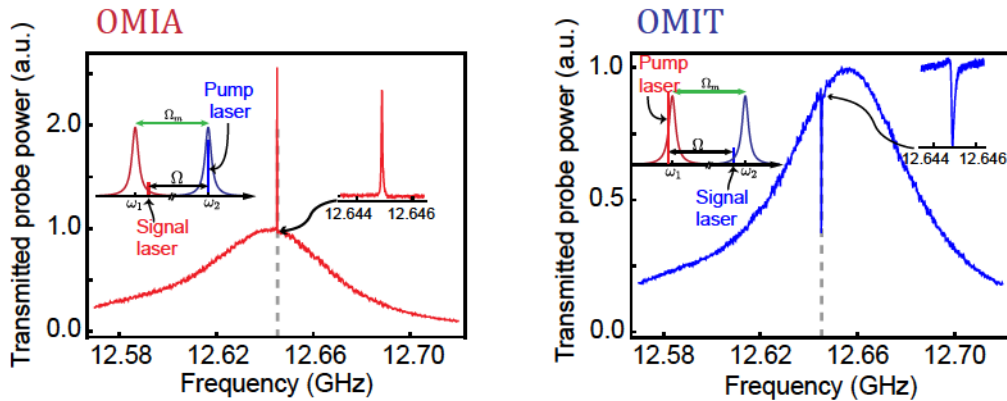 OMIA
Transmitted probe power (a.u.)
2.0
1.0
0.0
12.58
12.62
12.66
12.70
Frequency (GHz)
Ωm
Pump
laser
Ω
ω1
ω2
Signal
laser
12.644
12.646
OMIT
Transmitted probe power (a.u.)
1.0
0.5
0.0
12.58
12.62
12.66
12.70
Frequency (GHz)
Pump
laser
Ωm
Ω
ω1
ω2
Signal
laser
12.644
12.646